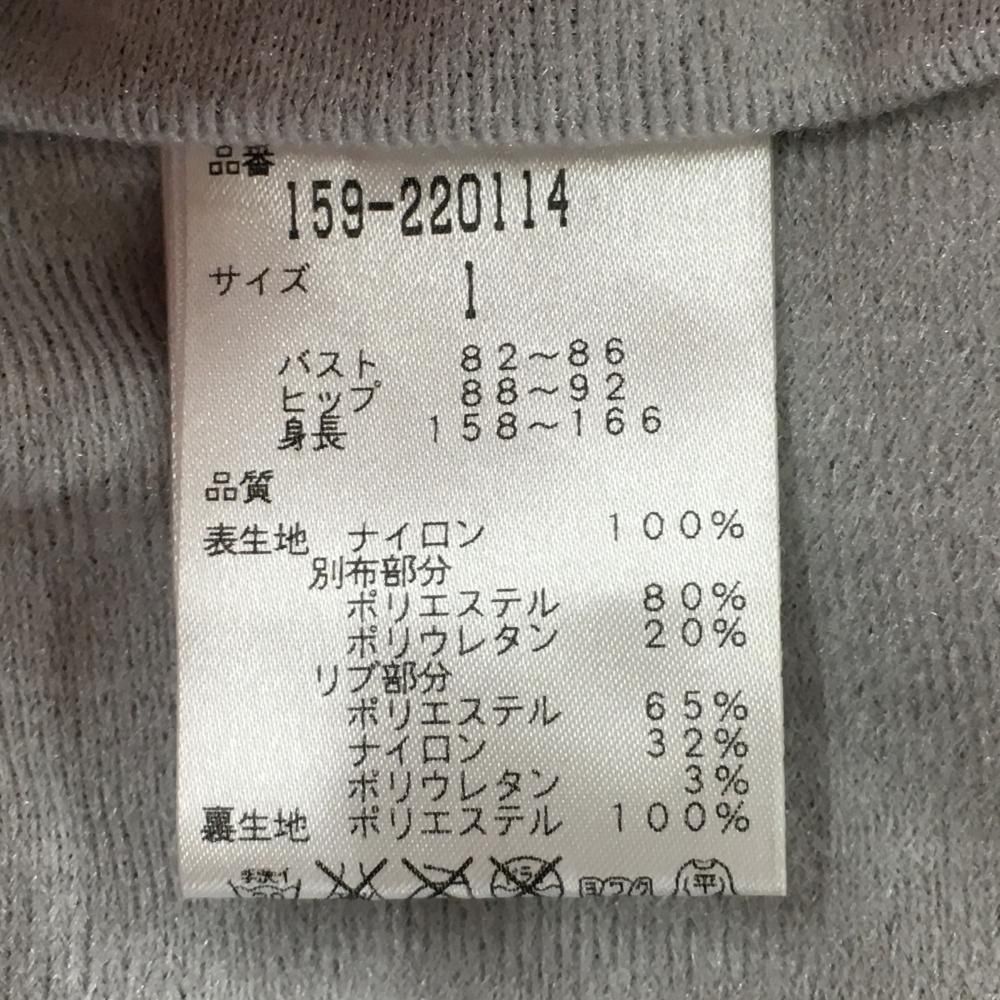 品番
159-220114
サイズ 1
バスト 82～86
ヒップ 88～92
身長 158～166
品質
表生地 ナイロン 100%
別布部分
ポリエステル 80%
ポリウレタン 20%
リブ部分
ポリエステル 65%
ナイロン 32%
ポリウレタン 3%
裏生地 ポリエステル 100%
手洗イ 平